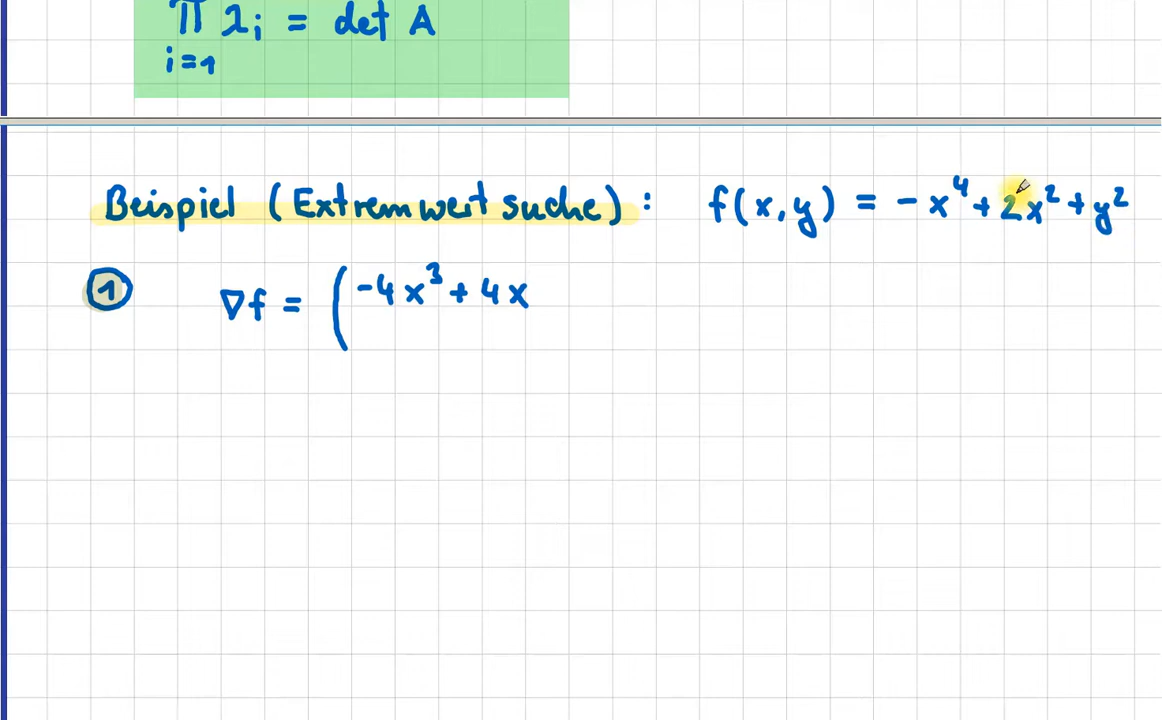 ∏ λᵢ = det A
i=1
Beispiel (Extremwertsuche): f(x,y) = -x⁴ + 2x² + y²
① ∇f = ( -4x³ + 4x